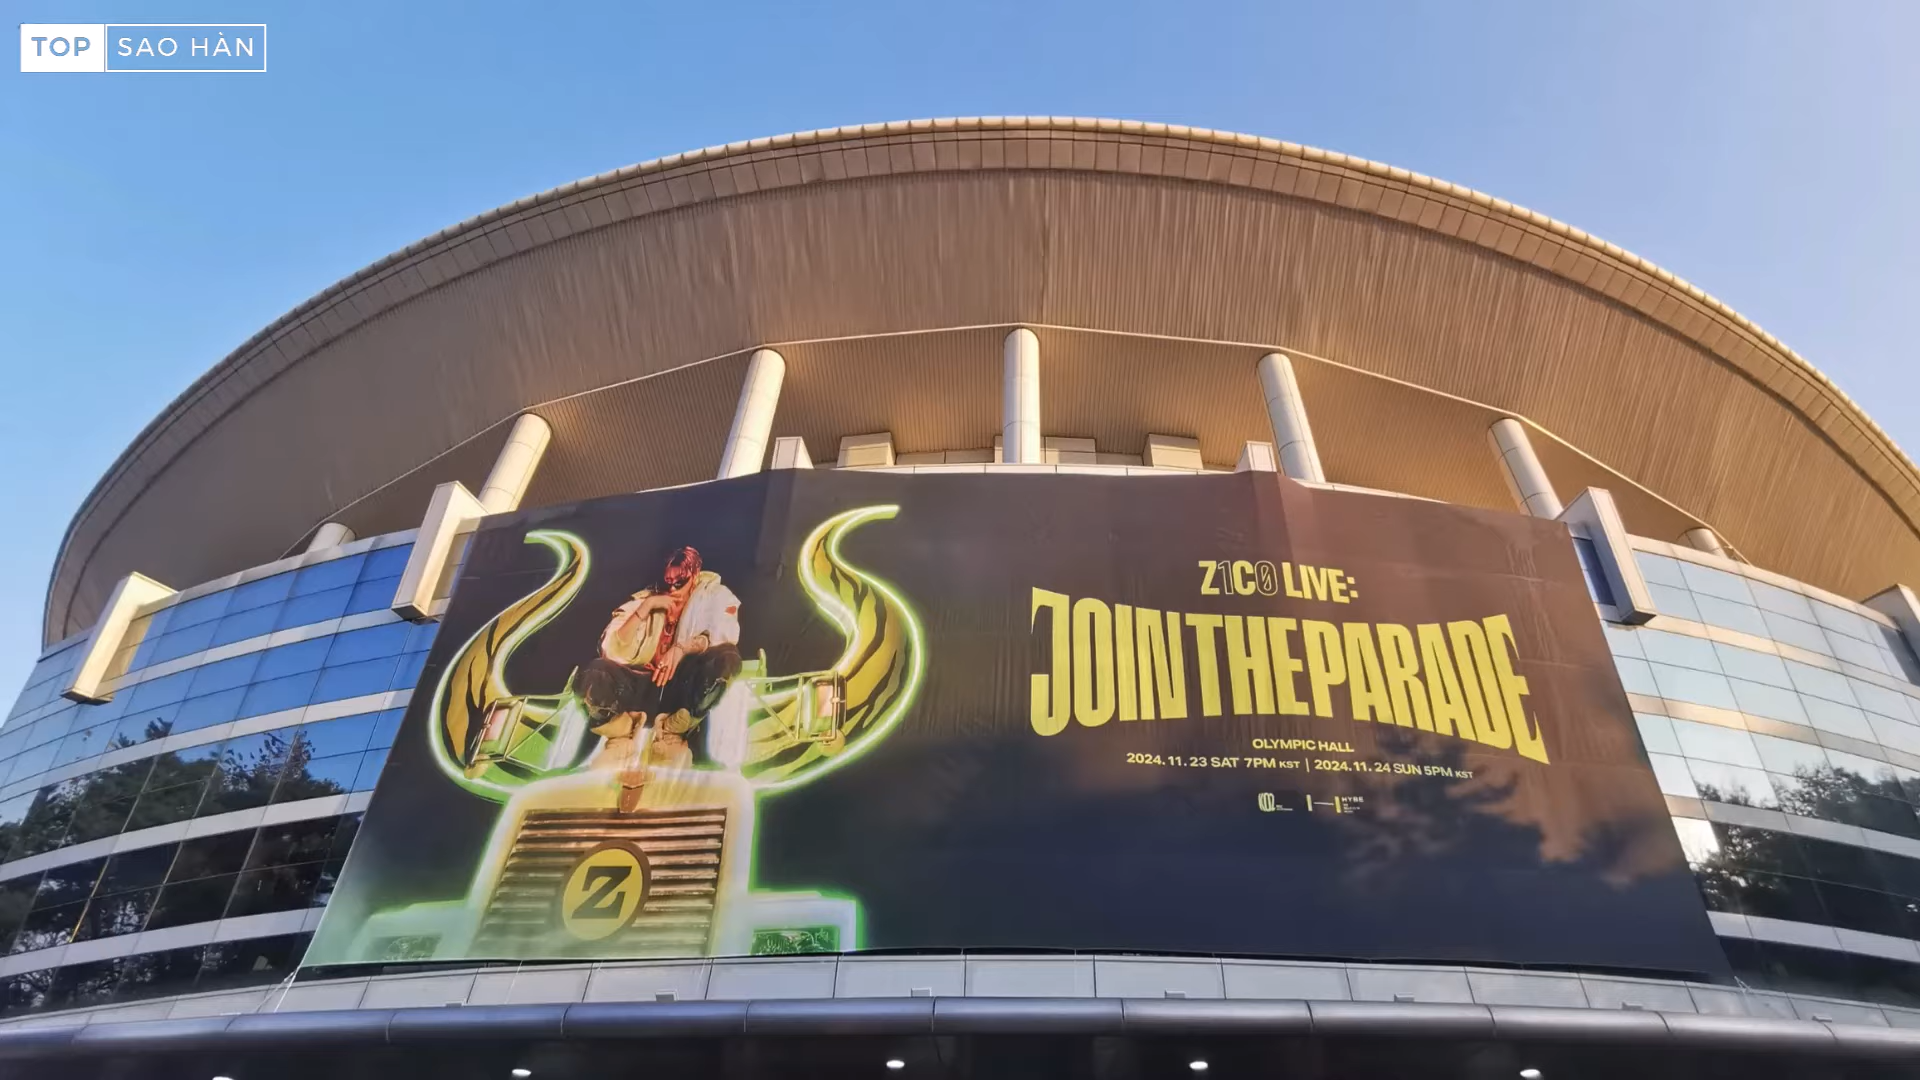 TOP SAO HÀN
Z1C0 LIVE:
JOIN THE PARADE
OLYMPIC HALL
2024.11.23 SAT 7PM KST | 2024.11.24 SUN 5PM KST
KOZ HYBE
Z